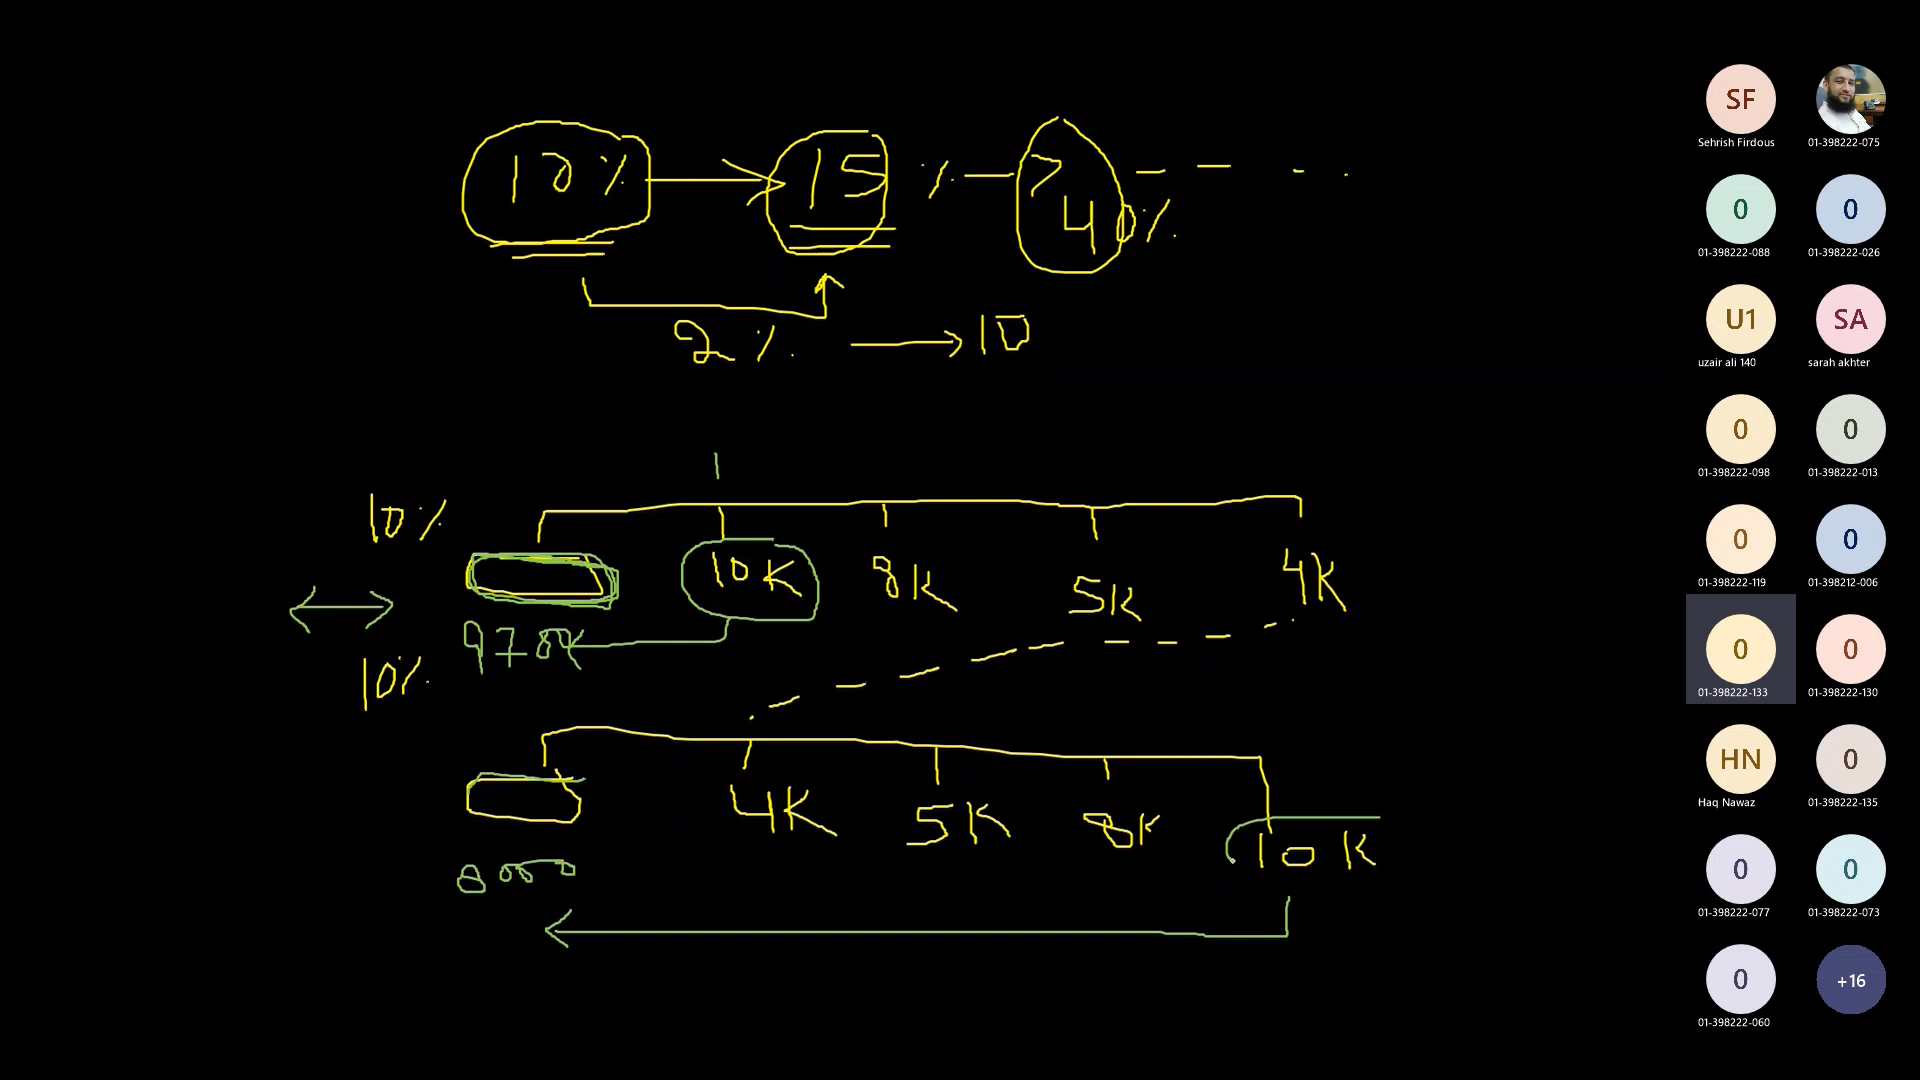 10% 15% 40%
2% → 10
10%
10K 8K 5K 4K
10%
4K 5K 8K 10K
8000
SF
Sehrish Firdous 01-398222-075
0 0
01-398222-088 01-398222-026
U1 SA
uzair ali 140 sarah akhter
0 0
01-398222-098 01-398222-013
0 0
01-398222-119 01-398212-006
0 0
01-398222-133 01-398222-130
HN 0
Haq Nawaz 01-398222-135
0 0
01-398222-077 01-398222-073
0 +16
01-398222-060